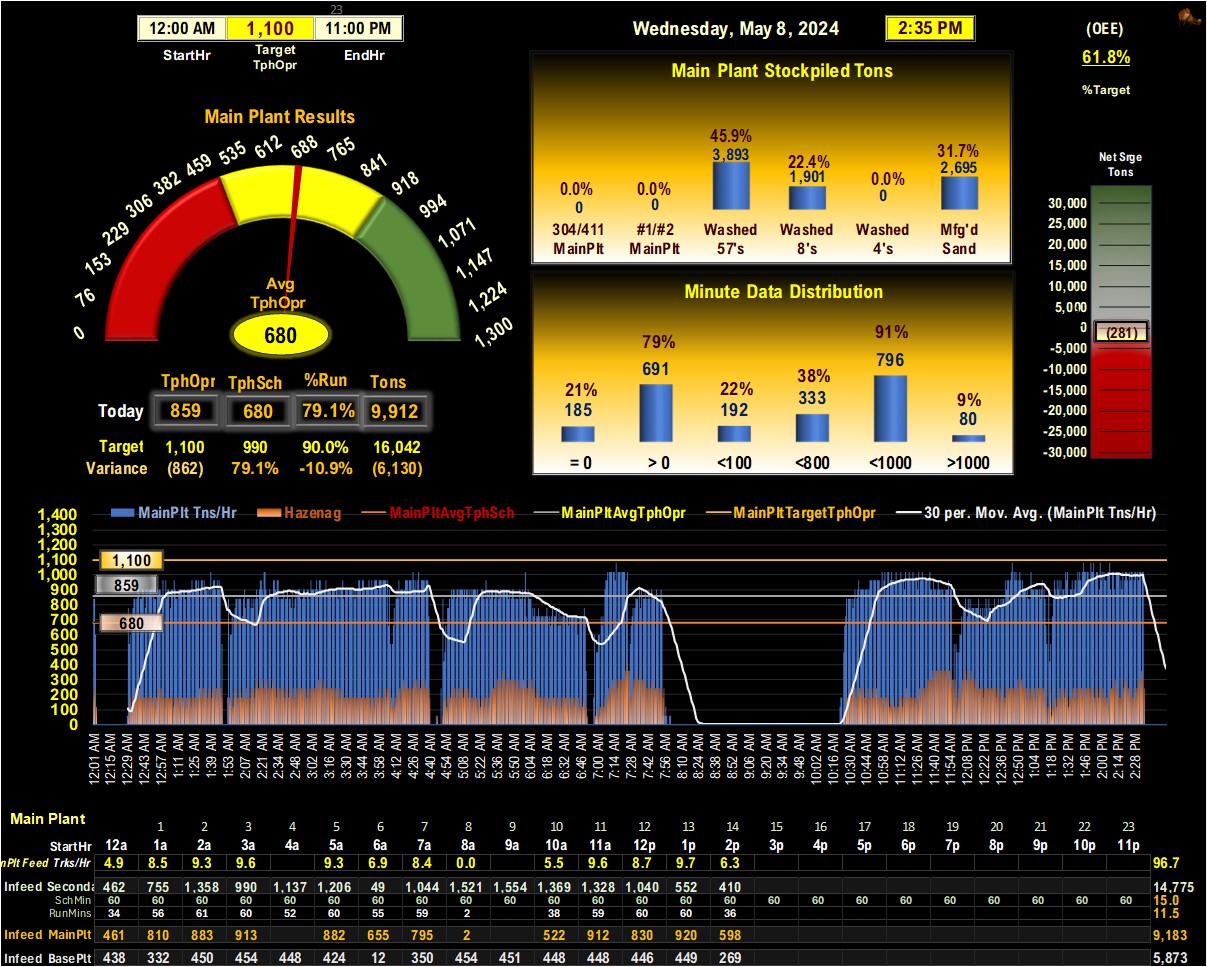 23
12:00 AM 1,100 11:00 PM
StartHr Target TphOpr EndHr
Wednesday, May 8, 2024 2:35 PM
(OEE)
61.8%
%Target
Main Plant Results
0 76 153 229 306 382 459 535 612 688 765 841 918 994 1,071 1,147 1,224 1,300
Avg
TphOpr
680
TphOpr TphSch %Run Tons
Today 859 680 79.1% 9,912
Target 1,100 990 90.0% 16,042
Variance (862) 79.1% -10.9% (6,130)
Main Plant Stockpiled Tons
0.0% 0.0% 45.9% 22.4% 0.0% 31.7%
0 0 3,893 1,901 0 2,695
304/411 #1/#2 Washed Washed Washed Mfg'd
MainPlt MainPlt 57's 8's 4's Sand
Minute Data Distribution
21% 79% 22% 38% 91% 9%
185 691 192 333 796 80
= 0 > 0 <100 <800 <1000 >1000
Net Srge
Tons
30,000
25,000
20,000
15,000
10,000
5,000
0
(281)
-5,000
-10,000
-15,000
-20,000
-25,000
-30,000
MainPlt Tns/Hr Hazenag MainPltAvgTphSch MainPltAvgTphOpr MainPltTargetTphOpr 30 per. Mov. Avg. (MainPlt Tns/Hr)
1,400
1,300
1,200
1,100
1,000
900
800
700
600
500
400
300
200
100
0
1,100
859
680
12:01 AM 12:15 AM 12:29 AM 12:43 AM 12:57 AM 1:11 AM 1:25 AM 1:39 AM 1:53 AM 2:07 AM 2:21 AM 2:34 AM 2:48 AM 3:02 AM 3:16 AM 3:30 AM 3:44 AM 3:58 AM 4:12 AM 4:26 AM 4:40 AM 4:54 AM 5:08 AM 5:22 AM 5:36 AM 5:50 AM 6:04 AM 6:18 AM 6:32 AM 6:46 AM 7:00 AM 7:14 AM 7:28 AM 7:42 AM 7:56 AM 8:10 AM 8:24 AM 8:38 AM 8:52 AM 9:06 AM 9:20 AM 9:34 AM 9:48 AM 10:02 AM 10:16 AM 10:30 AM 10:44 AM 10:58 AM 11:12 AM 11:26 AM 11:40 AM 11:54 AM 12:08 PM 12:22 PM 12:36 PM 12:50 PM 1:04 PM 1:18 PM 1:32 PM 1:46 PM 2:00 PM 2:14 PM 2:28 PM
Main Plant
1 2 3 4 5 6 7 8 9 10 11 12 13 14 15 16 17 18 19 20 21 22 23
StartHr 12a 1a 2a 3a 4a 5a 6a 7a 8a 9a 10a 11a 12p 1p 2p 3p 4p 5p 6p 7p 8p 9p 10p 11p
nPlt Feed Trks/Hr 4.9 8.5 9.3 9.6 9.3 6.9 8.4 0.0 5.5 9.6 8.7 9.7 6.3 96.7
Infeed Seconda 462 755 1,358 990 1,137 1,206 49 1,044 1,521 1,554 1,369 1,328 1,040 552 410 14,775
SchMin 60 60 60 60 60 60 60 60 60 60 60 60 60 60 60 60 60 60 60 60 60 60 60 60 15.0
RunMins 34 56 61 60 52 60 55 59 2 38 59 60 60 36 11.5
Infeed MainPlt 461 810 883 913 882 655 795 2 522 912 830 920 598 9,183
Infeed BasePlt 438 332 450 454 448 424 12 350 454 451 448 448 446 449 269 5,873